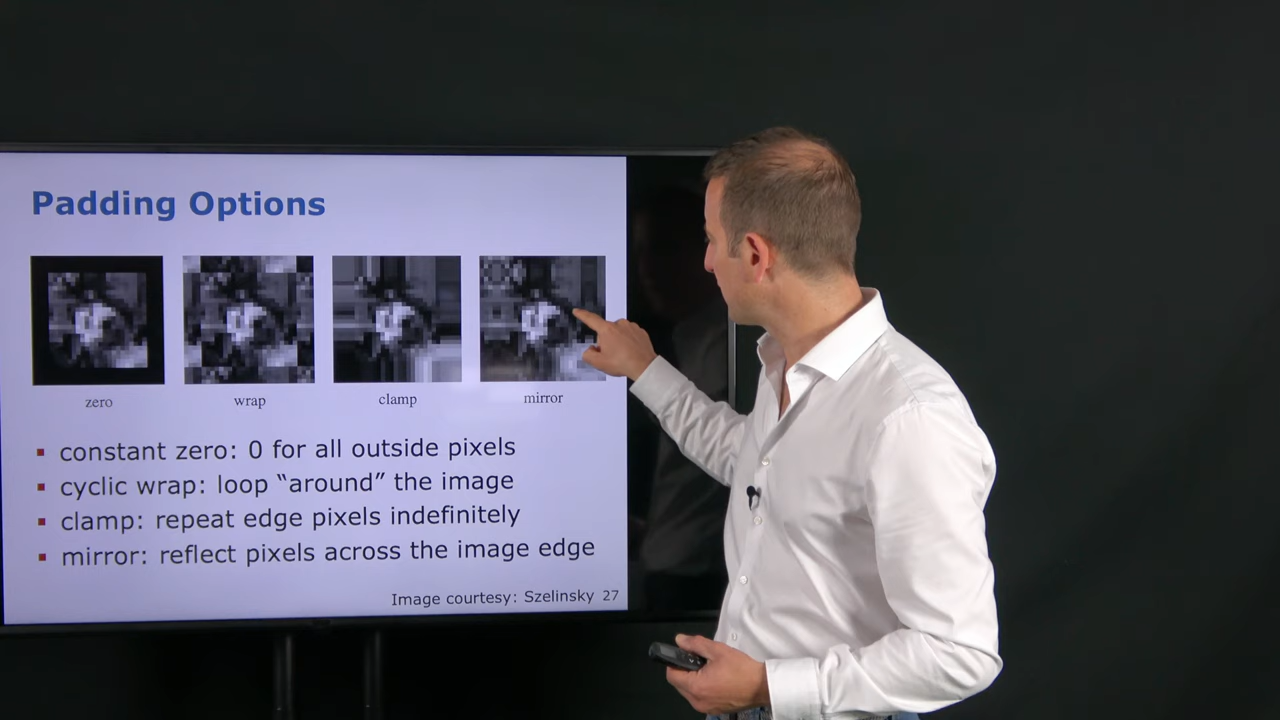 Padding Options
zero
wrap
clamp
mirror
constant zero: 0 for all outside pixels
cyclic wrap: loop “around” the image
clamp: repeat edge pixels indefinitely
mirror: reflect pixels across the image edge
Image courtesy: Szelinsky 27